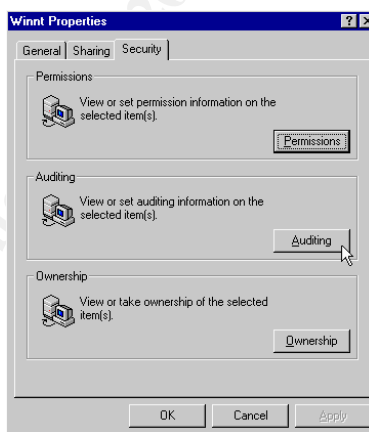 Winnt Properties
General Sharing Security
Permissions
View or set permission information on the
selected item(s).
Permissions
Auditing
View or set auditing information on the
selected item(s).
Auditing
Ownership
View or take ownership of the selected
item(s).
Ownership
OK Cancel Apply